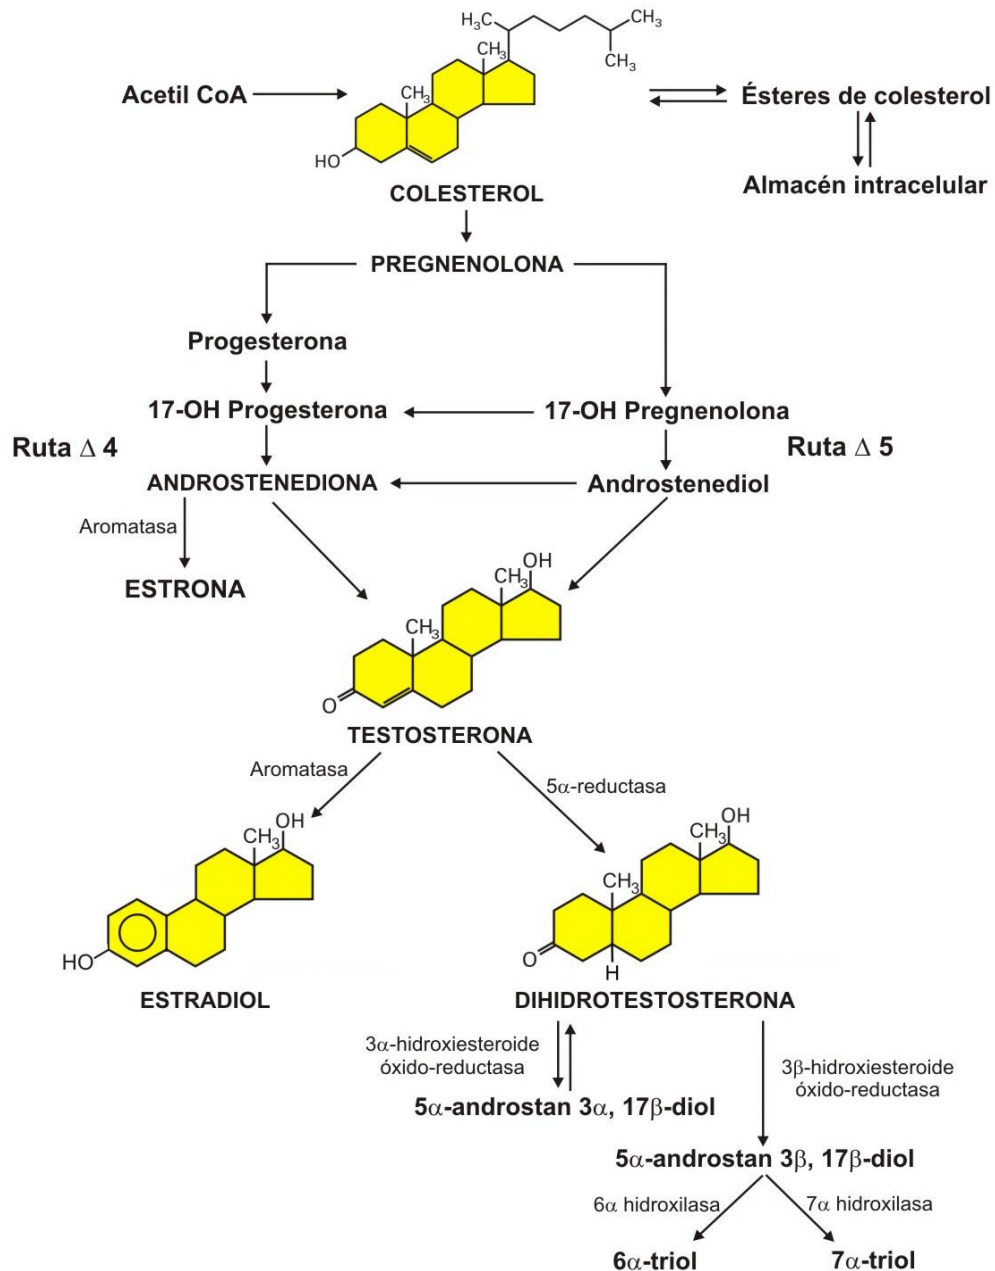 H₃C
CH₃
CH₃
CH₃
CH₃
HO
Acetil CoA
Ésteres de colesterol
Almacén intracelular
COLESTEROL
PREGNENOLONA
Progesterona
17-OH Progesterona
17-OH Pregnenolona
Ruta Δ 4
Ruta Δ 5
ANDROSTENEDIONA
Androstenediol
Aromatasa
ESTRONA
OH
CH₃
CH₃
O
TESTOSTERONA
Aromatasa
5α-reductasa
OH
CH₃
HO
ESTRADIOL
OH
CH₃
CH₃
O
H
DIHIDROTESTOSTERONA
3α-hidroxiesteroide
óxido-reductasa
3β-hidroxiesteroide
óxido-reductasa
5α-androstan 3α, 17β-diol
5α-androstan 3β, 17β-diol
6α hidroxilasa
7α hidroxilasa
6α-triol
7α-triol